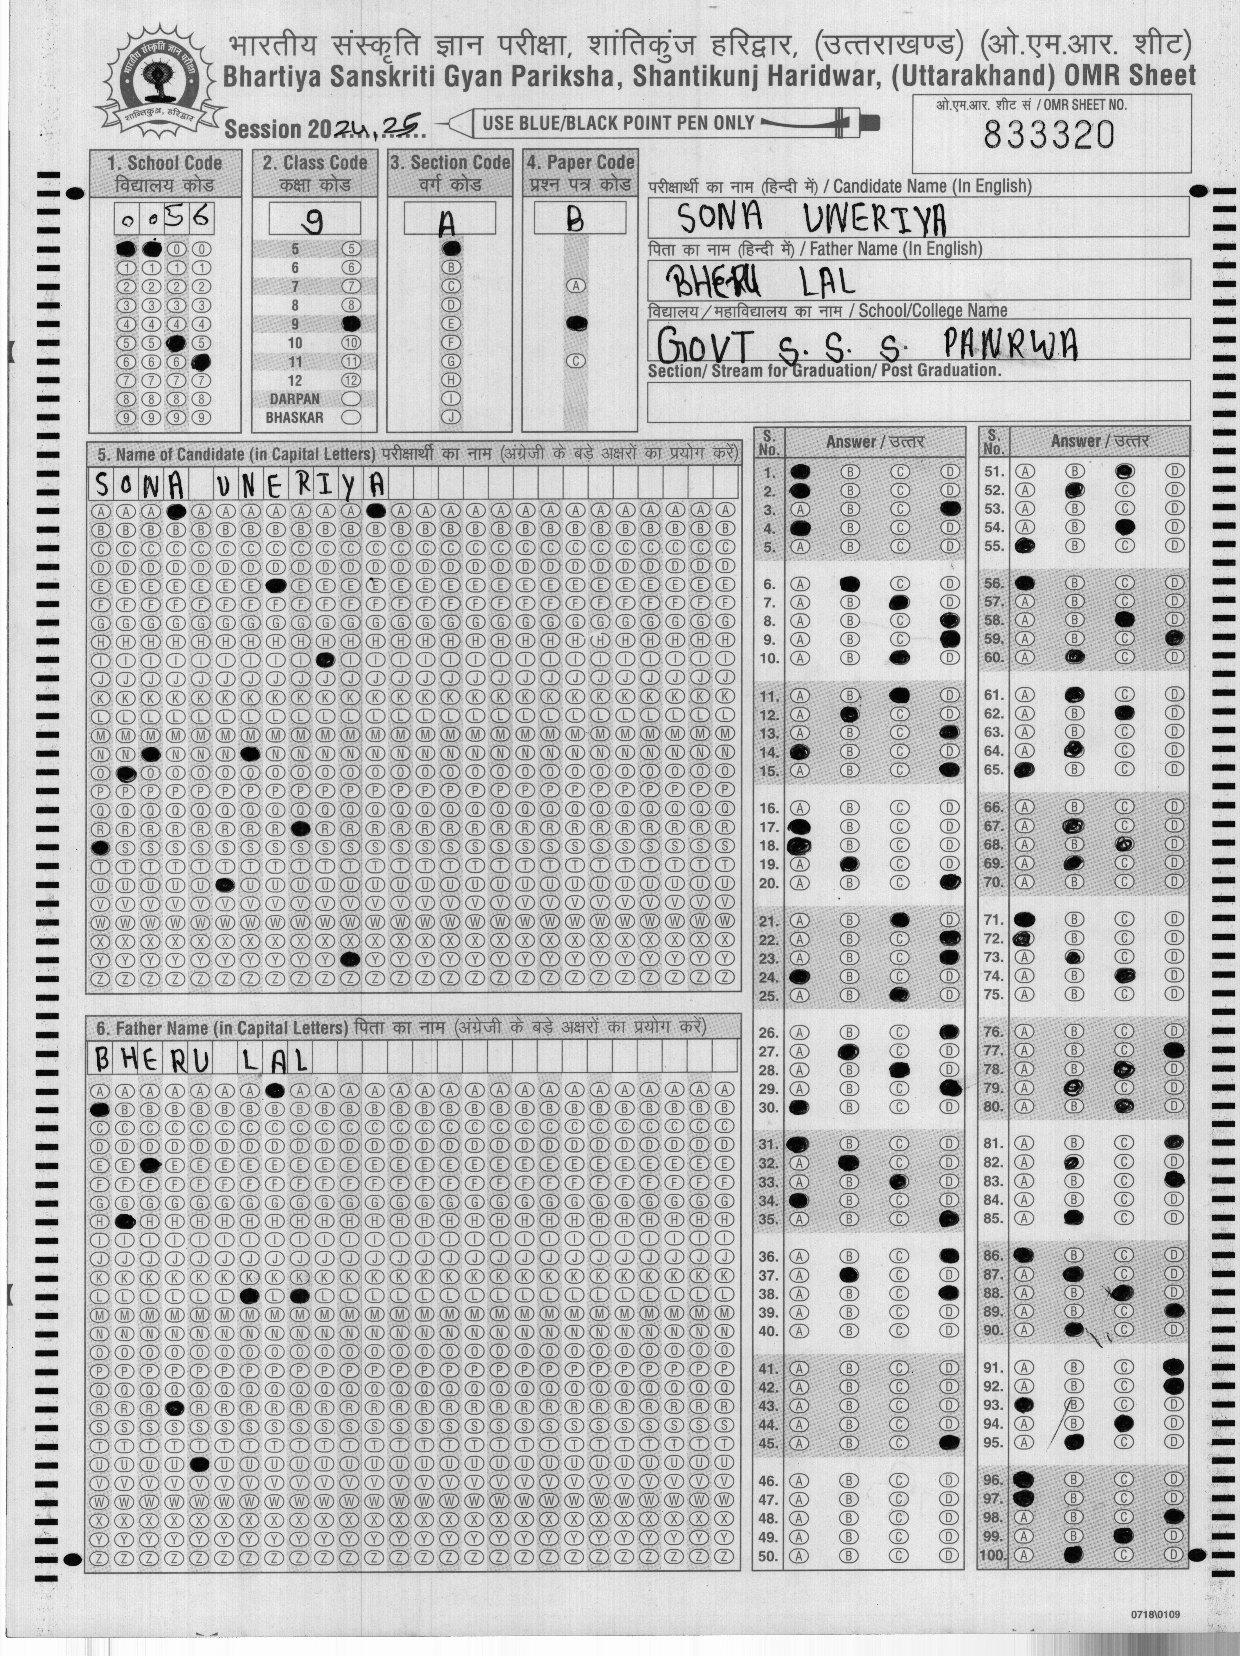 भारतीय संस्कृति ज्ञान परीक्षा, शांतिकुंज हरिद्वार, (उत्तराखण्ड) (ओ.एम.आर. शीट)
Bhartiya Sanskriti Gyan Pariksha, Shantikunj Haridwar, (Uttarakhand) OMR Sheet
Session 2024,25
USE BLUE/BLACK POINT PEN ONLY
ओ.एम.आर. शीट सं / OMR SHEET NO.
833320
1. School Code
विद्यालय कोड
0056
2. Class Code
कक्षा कोड
9
5
6
7
8
9
10
11
12
DARPAN
BHASKAR
3. Section Code
वर्ग कोड
A
4. Paper Code
प्रश्न पत्र कोड
B
परीक्षार्थी का नाम (हिन्दी में) / Candidate Name (In English)
SONA UNERIYA
पिता का नाम (हिन्दी में) / Father Name (In English)
BHERU LAL
विद्यालय/महाविद्यालय का नाम / School/College Name
GOVT S. S. S. PANRWA
Section/ Stream for Graduation/ Post Graduation.
5. Name of Candidate (in Capital Letters) परीक्षार्थी का नाम (अंग्रेजी के बड़े अक्षरों का प्रयोग करें)
SONA UNERIYA
6. Father Name (in Capital Letters) पिता का नाम (अंग्रेजी के बड़े अक्षरों का प्रयोग करें)
BHERU LAL
S. No. Answer / उत्तर
S. No. Answer / उत्तर
0718\0109